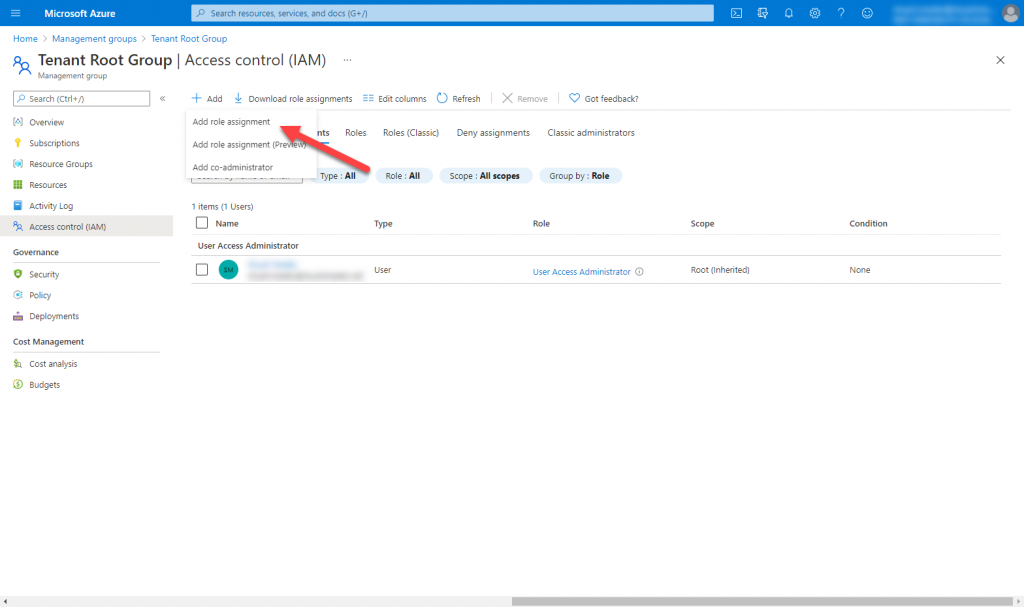 Microsoft Azure
Search resources, services, and docs (G+/)
Home > Management groups > Tenant Root Group
Tenant Root Group | Access control (IAM) ...
Management group
Search (Ctrl+/)
«
Add
Download role assignments
Edit columns
Refresh
Remove
Got feedback?
Overview
Subscriptions
Resource Groups
Resources
Activity Log
Access control (IAM)
Governance
Security
Policy
Deployments
Cost Management
Cost analysis
Budgets
Add role assignment
Add role assignment (Preview)
Add co-administrator
nts
Roles
Roles (Classic)
Deny assignments
Classic administrators
Type : All
Role : All
Scope : All scopes
Group by : Role
1 items (1 Users)
Name Type Role Scope Condition
User Access Administrator
SM User User Access Administrator Root (Inherited) None